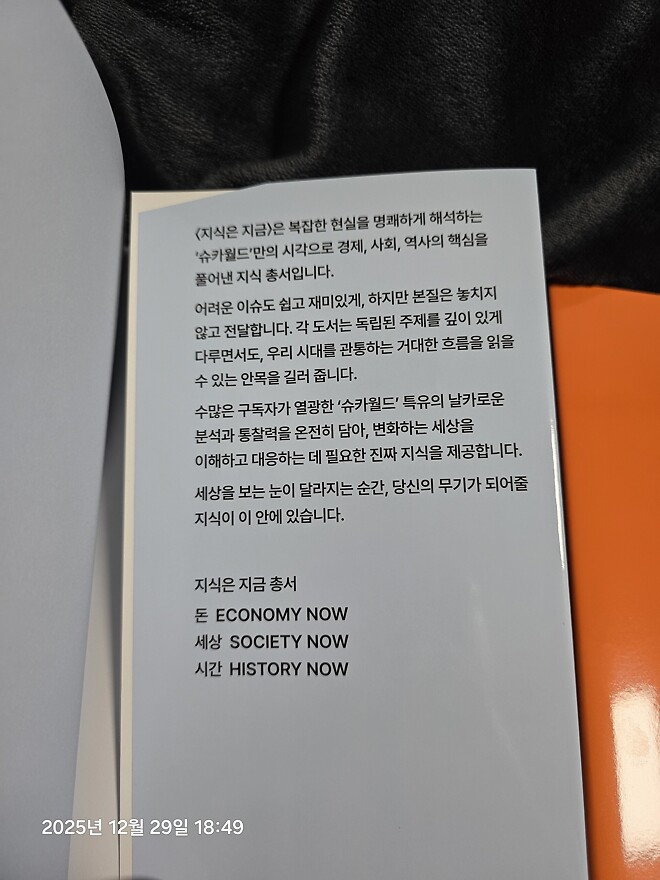 〈지식은 지금〉은 복잡한 현실을 명쾌하게 해석하는
'슈카월드'만의 시각으로 경제, 사회, 역사의 핵심을
풀어낸 지식 총서입니다.
어려운 이슈도 쉽고 재미있게, 하지만 본질은 놓치지
않고 전달합니다. 각 도서는 독립된 주제를 깊이 있게
다루면서도, 우리 시대를 관통하는 거대한 흐름을 읽을
수 있는 안목을 길러 줍니다.
수많은 구독자가 열광한 '슈카월드' 특유의 날카로운
분석과 통찰력을 온전히 담아, 변화하는 세상을
이해하고 대응하는 데 필요한 진짜 지식을 제공합니다.
세상을 보는 눈이 달라지는 순간, 당신의 무기가 되어줄
지식이 이 안에 있습니다.
지식은 지금 총서
돈 ECONOMY NOW
세상 SOCIETY NOW
시간 HISTORY NOW
2025년 12월 29일 18:49